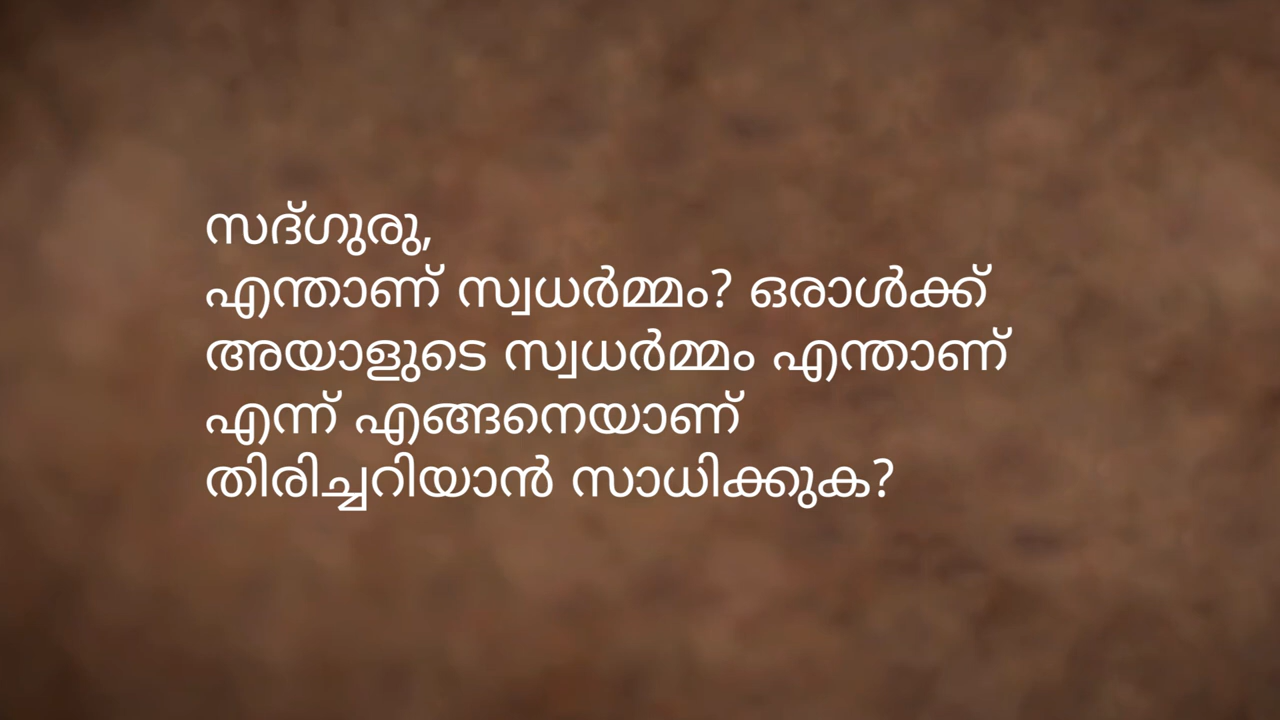 സദ്ഗുരു,
എന്താണ് സ്വധർമ്മം? ഒരാൾക്ക്
അയാളുടെ സ്വധർമ്മം എന്താണ്
എന്ന് എങ്ങനെയാണ്
തിരിച്ചറിയാൻ സാധിക്കുക?